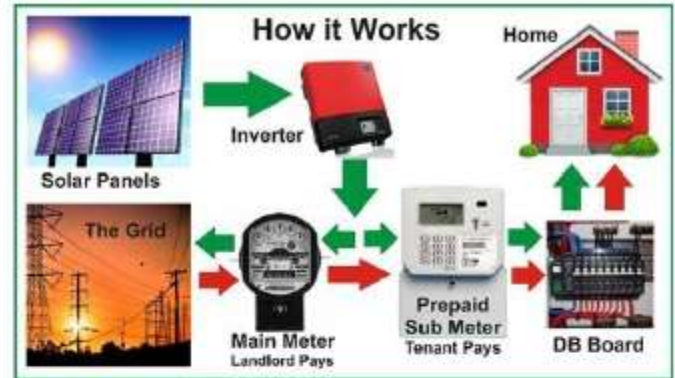 How it Works
Home
Inverter
Solar Panels
The Grid
Main Meter
Landlord Pays
Prepaid
Sub Meter
Tenant Pays
DB Board